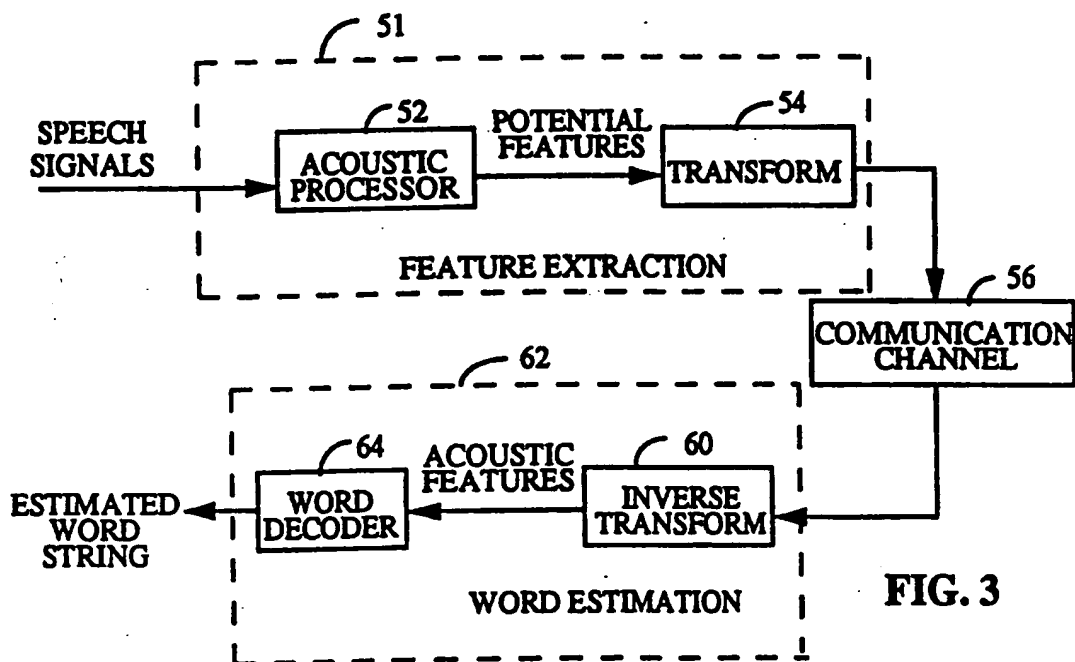 51
SPEECH
SIGNALS
52
ACOUSTIC
PROCESSOR
POTENTIAL
FEATURES
54
TRANSFORM
FEATURE EXTRACTION
56
COMMUNICATION
CHANNEL
62
64
WORD
DECODER
ACOUSTIC
FEATURES
60
INVERSE
TRANSFORM
ESTIMATED
WORD
STRING
WORD ESTIMATION
FIG. 3